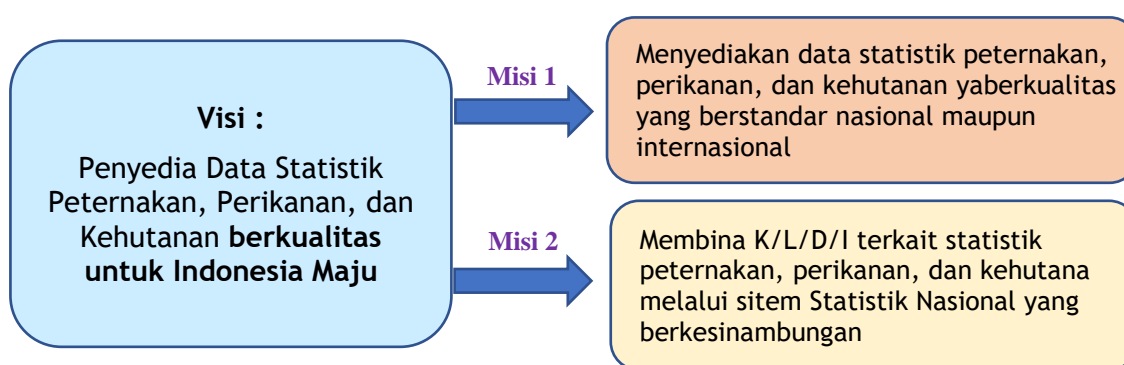 Visi :
Penyedia Data Statistik
Peternakan, Perikanan, dan
Kehutanan berkualitas
untuk Indonesia Maju
Misi 1
Menyediakan data statistik peternakan,
perikanan, dan kehutanan yaberkualitas
yang berstandar nasional maupun
internasional
Misi 2
Membina K/L/D/I terkait statistik
peternakan, perikanan, dan kehutana
melalui sitem Statistik Nasional yang
berkesinambungan